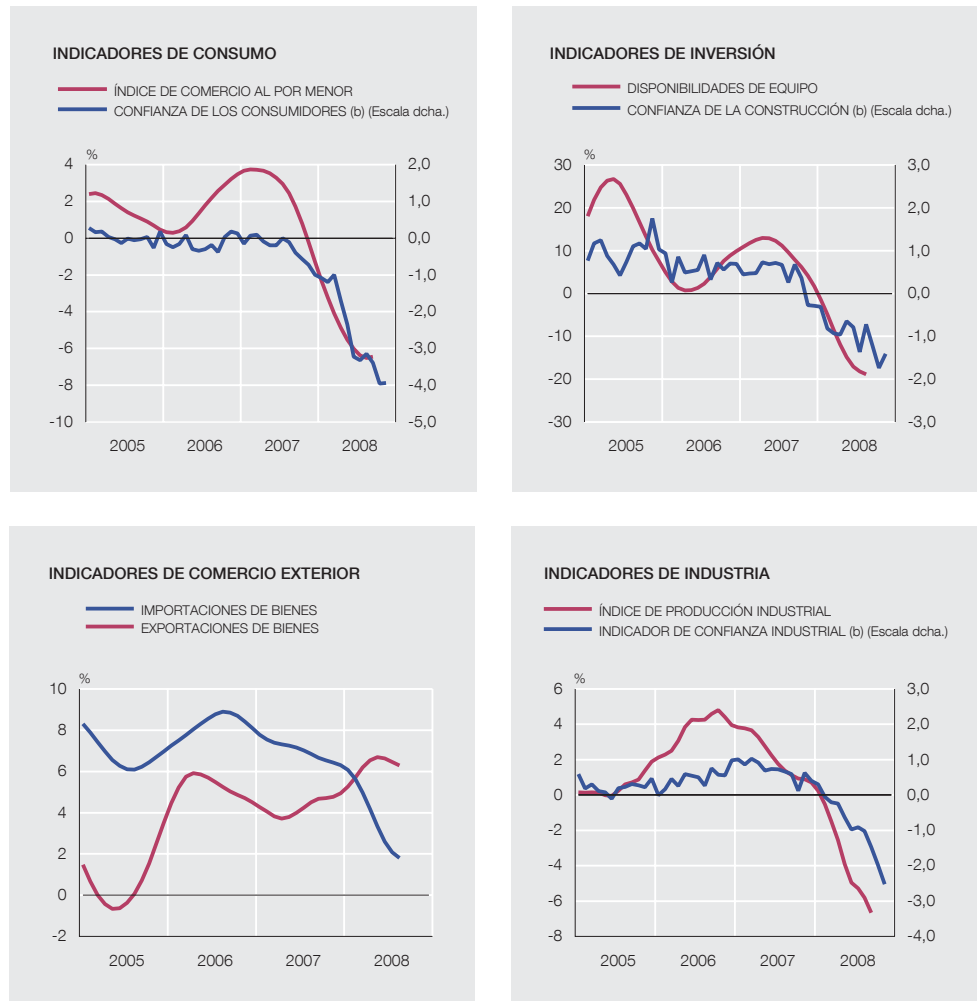 INDICADORES DE CONSUMO
ÍNDICE DE COMERCIO AL POR MENOR
CONFIANZA DE LOS CONSUMIDORES (b) (Escala dcha.)
%
4 2,0
2 1,0
0 0,0
-2 -1,0
-4 -2,0
-6 -3,0
-8 -4,0
-10 -5,0
2005 2006 2007 2008
INDICADORES DE INVERSIÓN
DISPONIBILIDADES DE EQUIPO
CONFIANZA DE LA CONSTRUCCIÓN (b) (Escala dcha.)
%
30 3,0
20 2,0
10 1,0
0 0,0
-10 -1,0
-20 -2,0
-30 -3,0
2005 2006 2007 2008
INDICADORES DE COMERCIO EXTERIOR
IMPORTACIONES DE BIENES
EXPORTACIONES DE BIENES
%
10
8
6
4
2
0
-2
2005 2006 2007 2008
INDICADORES DE INDUSTRIA
ÍNDICE DE PRODUCCIÓN INDUSTRIAL
INDICADOR DE CONFIANZA INDUSTRIAL (b) (Escala dcha.)
%
6 3,0
4 2,0
2 1,0
0 0,0
-2 -1,0
-4 -2,0
-6 -3,0
-8 -4,0
2005 2006 2007 2008